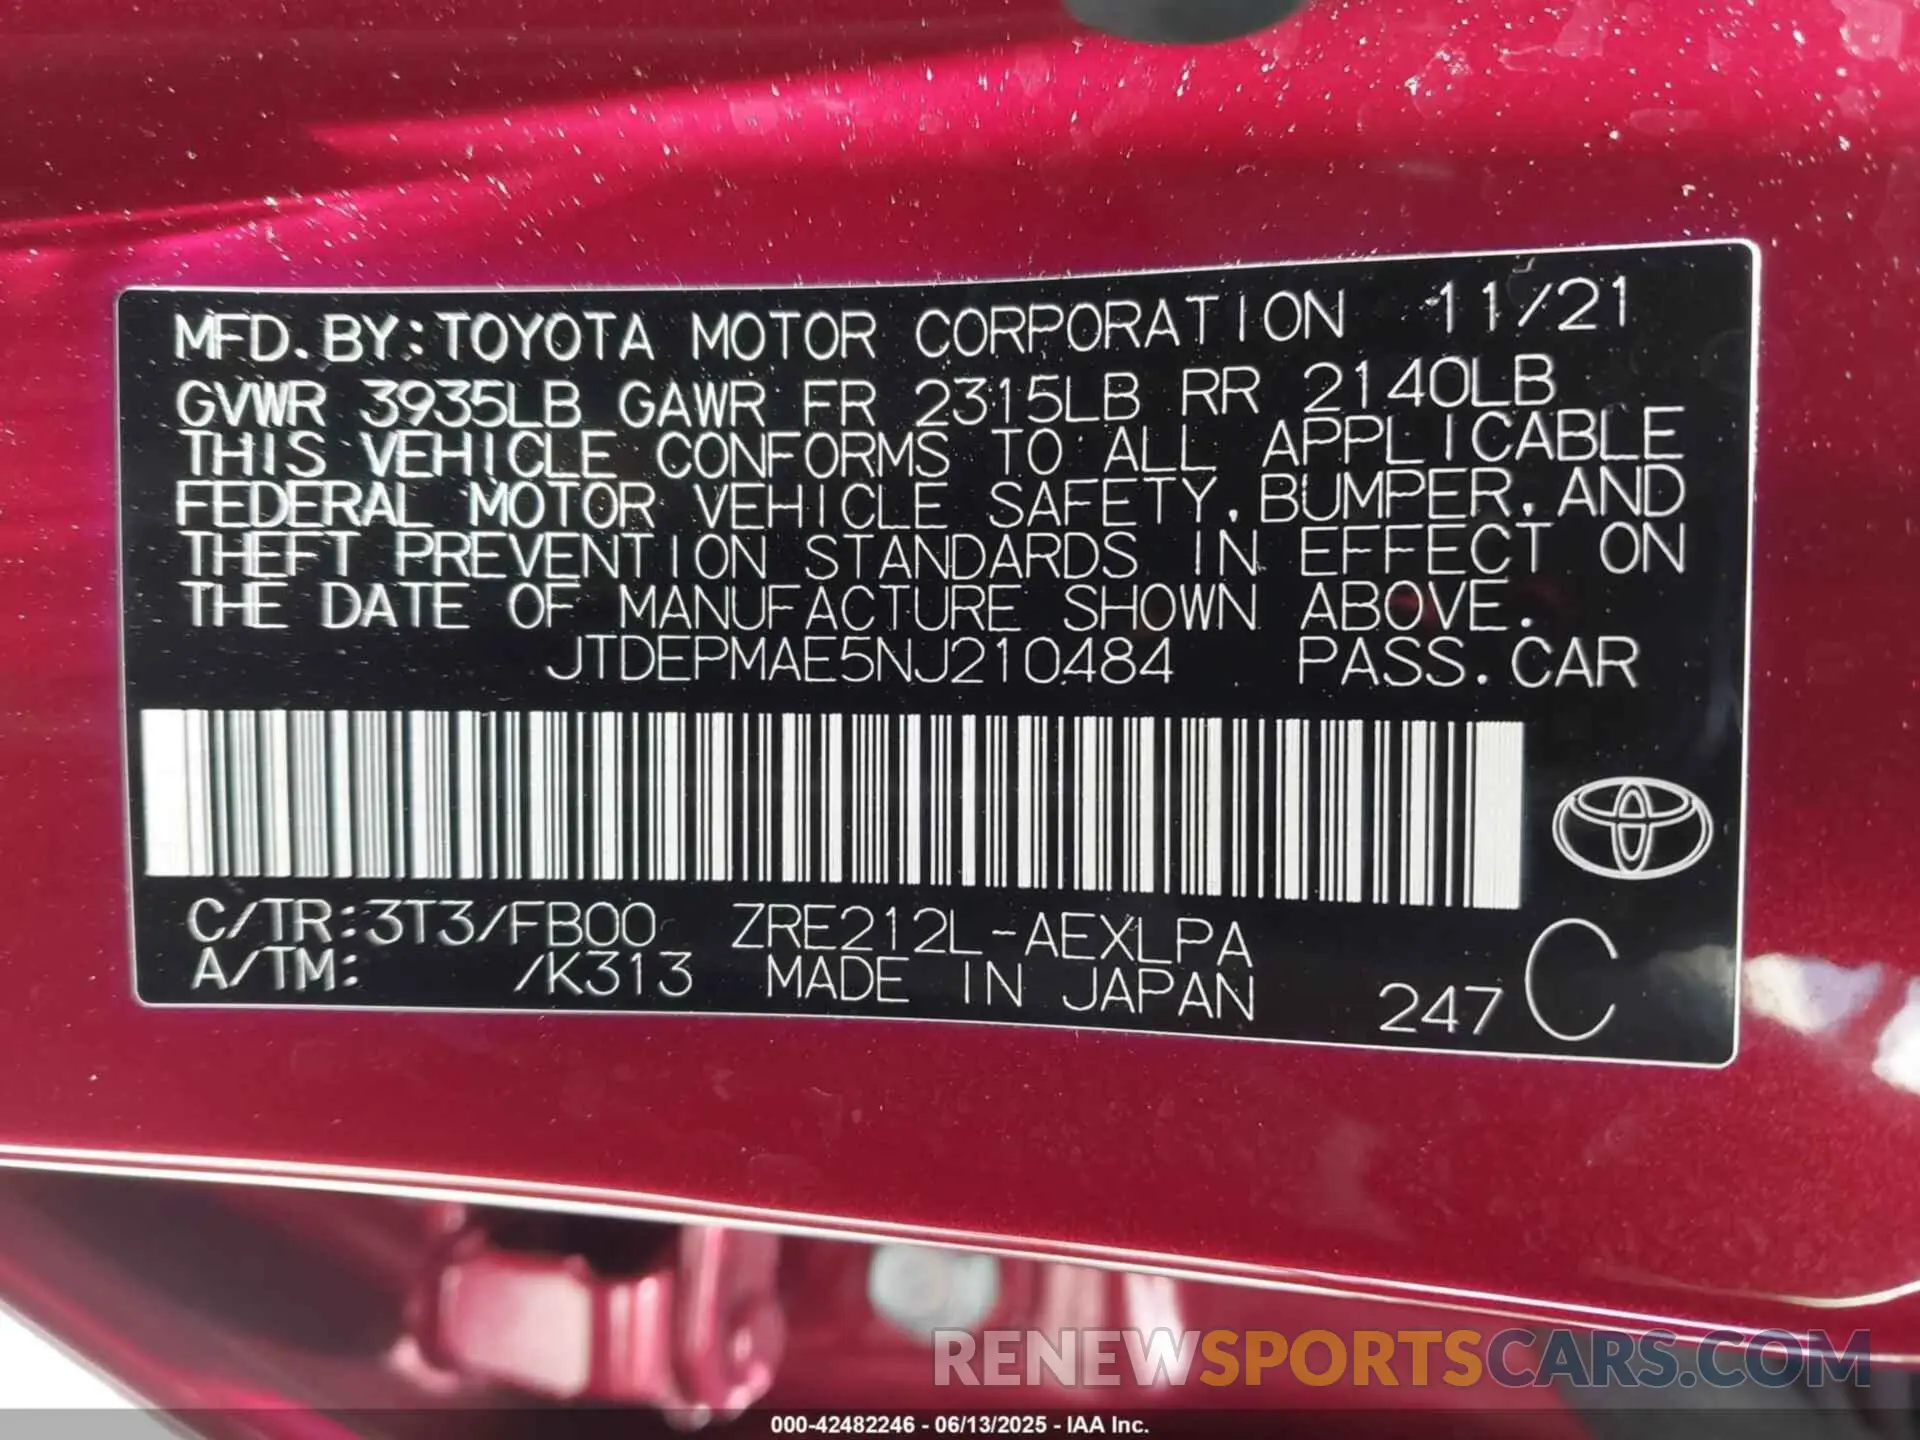 MFD. BY: TOYOTA MOTOR CORPORATION 11/21
GVWR 3935LB GAWR FR 2315LB RR 2140LB
THIS VEHICLE CONFORMS TO ALL APPLICABLE
FEDERAL MOTOR VEHICLE SAFETY, BUMPER, AND
THEFT PREVENTION STANDARDS IN EFFECT ON
THE DATE OF MANUFACTURE SHOWN ABOVE.
JTDEPMAE5NJ210484 PASS. CAR
C/TR: 3T3/FB00 ZRE212L-AEXLPA
A/TM: /K313 MADE IN JAPAN 247 C
RENEWSPORTSCARS.COM
000-42482246 - 06/13/2025 - IAA Inc.